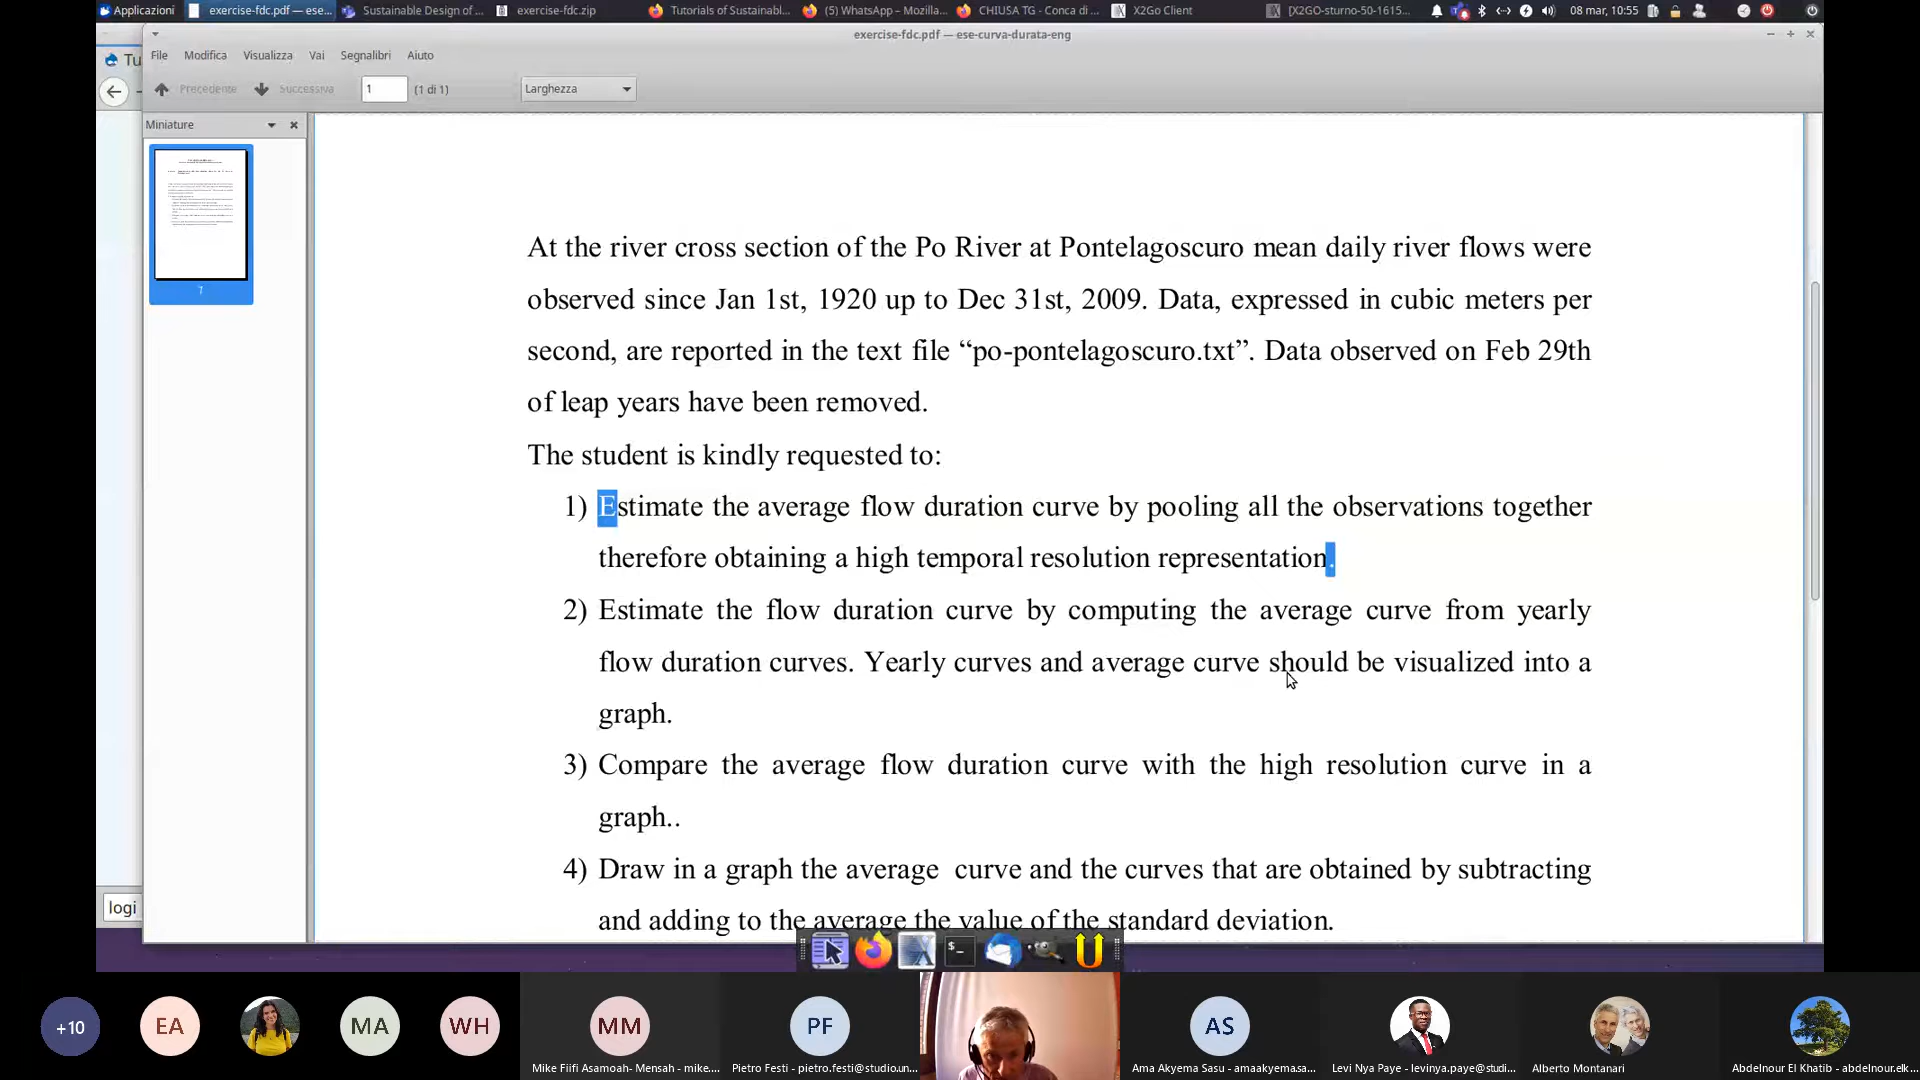 Applicazioni
exercise-fdc.pdf — ese...
Sustainable Design of ...
exercise-fdc.zip
Tutorials of Sustainabl...
(5) WhatsApp – Mozilla...
CHIUSA TG - Conca di ...
X2Go Client
[X2GO-sturno-50-1615...
08 mar, 10:55
exercise-fdc.pdf — ese-curva-durata-eng
Tu
File Modifica Visualizza Vai Segnalibri Aiuto
Precedente Successiva 1 (1 di 1) Larghezza
Miniature
1
At the river cross section of the Po River at Pontelagoscuro mean daily river flows were
observed since Jan 1st, 1920 up to Dec 31st, 2009. Data, expressed in cubic meters per
second, are reported in the text file “po-pontelagoscuro.txt”. Data observed on Feb 29th
of leap years have been removed.
The student is kindly requested to:
1) Estimate the average flow duration curve by pooling all the observations together
therefore obtaining a high temporal resolution representation.
2) Estimate the flow duration curve by computing the average curve from yearly
flow duration curves. Yearly curves and average curve should be visualized into a
graph.
3) Compare the average flow duration curve with the high resolution curve in a
graph..
4) Draw in a graph the average curve and the curves that are obtained by subtracting
and adding to the average the value of the standard deviation.
logi
+10
EA
MA
WH
MM
PF
AS
Mike Fiifi Asamoah- Mensah - mike....
Pietro Festi - pietro.festi@studio.un...
Ama Akyema Sasu - amaakyema.sa...
Levi Nya Paye - levinya.paye@studi...
Alberto Montanari
Abdelnour El Khatib - abdelnour.elk...